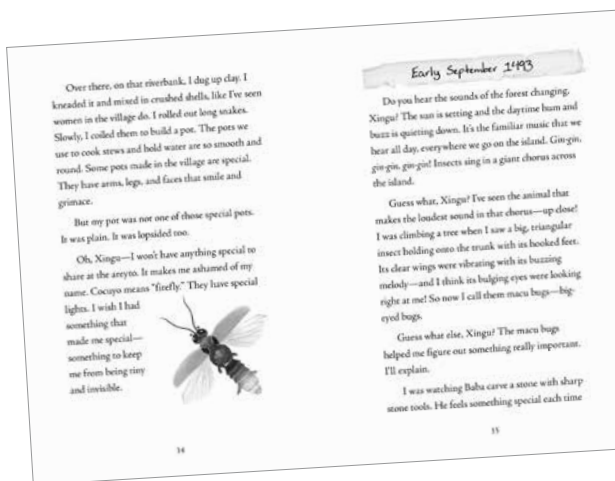 Over there, on that riverbank, I dug up clay. I
kneaded it and mixed in crushed shells, like I've seen
women in the village do. I rolled out long snakes.
Slowly, I coiled them to build a pot. The pots we
use to cook stews and hold water are so smooth and
round. Some pots made in the village are special.
They have arms, legs, and faces that smile and
grimace.
But my pot was not one of those special pots.
It was plain. It was lopsided too.
Oh, Xingu—I won't have anything special to
share at the areyto. It makes me ashamed of my
name. Cocuyo means "firefly." They have special
lights. I wish I had
something that
made me special—
something to keep
me from being tiny
and invisible.
34
Early September 1493
Do you hear the sounds of the forest changing,
Xingu? The sun is setting and the daytime hum and
buzz is quieting down. It's the familiar music that we
hear all day, everywhere we go on the island. Gin-gin,
gin-gin, gin-gin! Insects sing in a giant chorus across
the island.
Guess what, Xingu? I've seen the animal that
makes the loudest sound in that chorus—up close!
I was climbing a tree when I saw a big, triangular
insect holding onto the trunk with its hooked feet.
Its clear wings were vibrating with its buzzing
melody—and I think its bulging eyes were looking
right at me! So now I call them macu bugs—big-
eyed bugs.
Guess what else, Xingu? The macu bugs
helped me figure out something really important.
I'll explain.
I was watching Baba carve a stone with sharp
stone tools. He feels something special each time
35